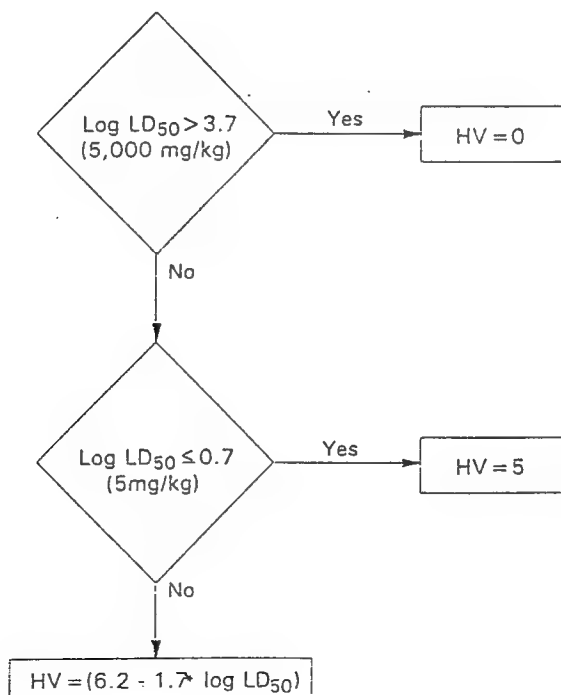 Log LD50 > 3.7
(5,000 mg/kg)
Yes
HV = 0
No
Log LD50 ≤ 0.7
(5mg/kg)
Yes
HV = 5
No
HV = (6.2 - 1.7* log LD50)